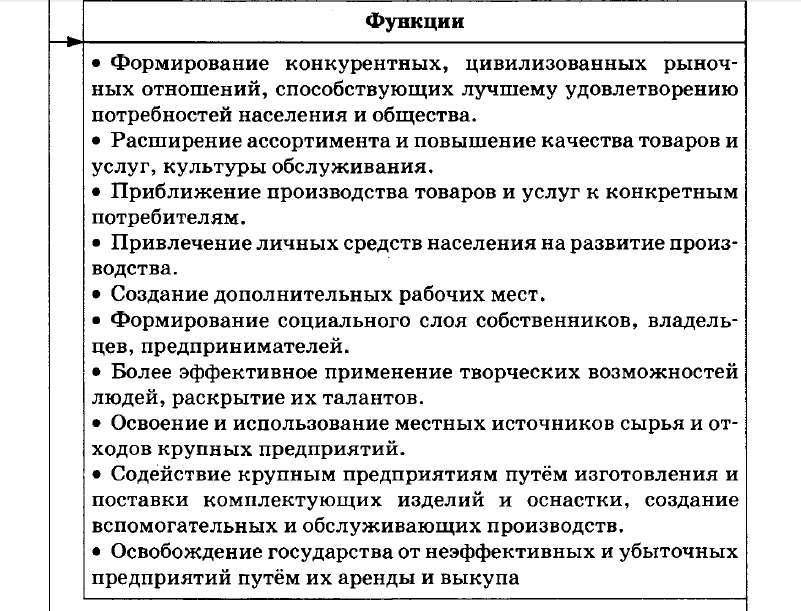 Функции
• Формирование конкурентных, цивилизованных рыноч-
ных отношений, способствующих лучшему удовлетворению
потребностей населения и общества.
• Расширение ассортимента и повышение качества товаров и
услуг, культуры обслуживания.
• Приближение производства товаров и услуг к конкретным
потребителям.
• Привлечение личных средств населения на развитие произ-
водства.
• Создание дополнительных рабочих мест.
• Формирование социального слоя собственников, владель-
цев, предпринимателей.
• Более эффективное применение творческих возможностей
людей, раскрытие их талантов.
• Освоение и использование местных источников сырья и от-
ходов крупных предприятий.
• Содействие крупным предприятиям путём изготовления и
поставки комплектующих изделий и оснастки, создание
вспомогательных и обслуживающих производств.
• Освобождение государства от неэффективных и убыточных
предприятий путём их аренды и выкупа